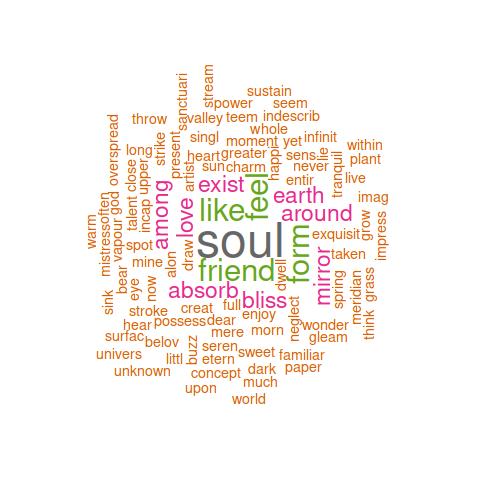 stream
sanctuari
sustain
spower seem
overspread
throw valley teem indescrib
whole
strike singl moment yet infinit
present within
long heart greater sens lie
close upper sun charm happi never tranquil plant
talent artist entir live
often god among love exist feel earth imag
incap like around grow impress
warm mistress vapour spot draw soul form exquisit
mine alon friend dwell mirror taken
bear eye now absorb bliss spring meridian grass
sink stroke creat full enjoy neglect think
hear possess dear wonder
surfac mere morn gleam
belov buzz seren
univers littl etern sweet familiar
unknown concept dark paper
upon much
world